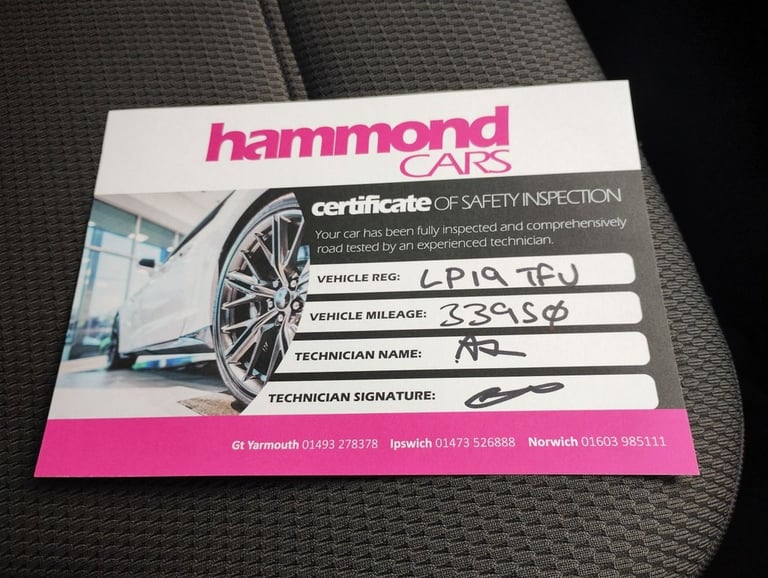 hammond
CARS
certificate OF SAFETY INSPECTION
Your car has been fully inspected and comprehensively
road tested by an experienced technician.
VEHICLE REG: LP19 TFU
VEHICLE MILEAGE: 33950
TECHNICIAN NAME:
TECHNICIAN SIGNATURE:
Gt Yarmouth 01493 278378 Ipswich 01473 526888 Norwich 01603 985111